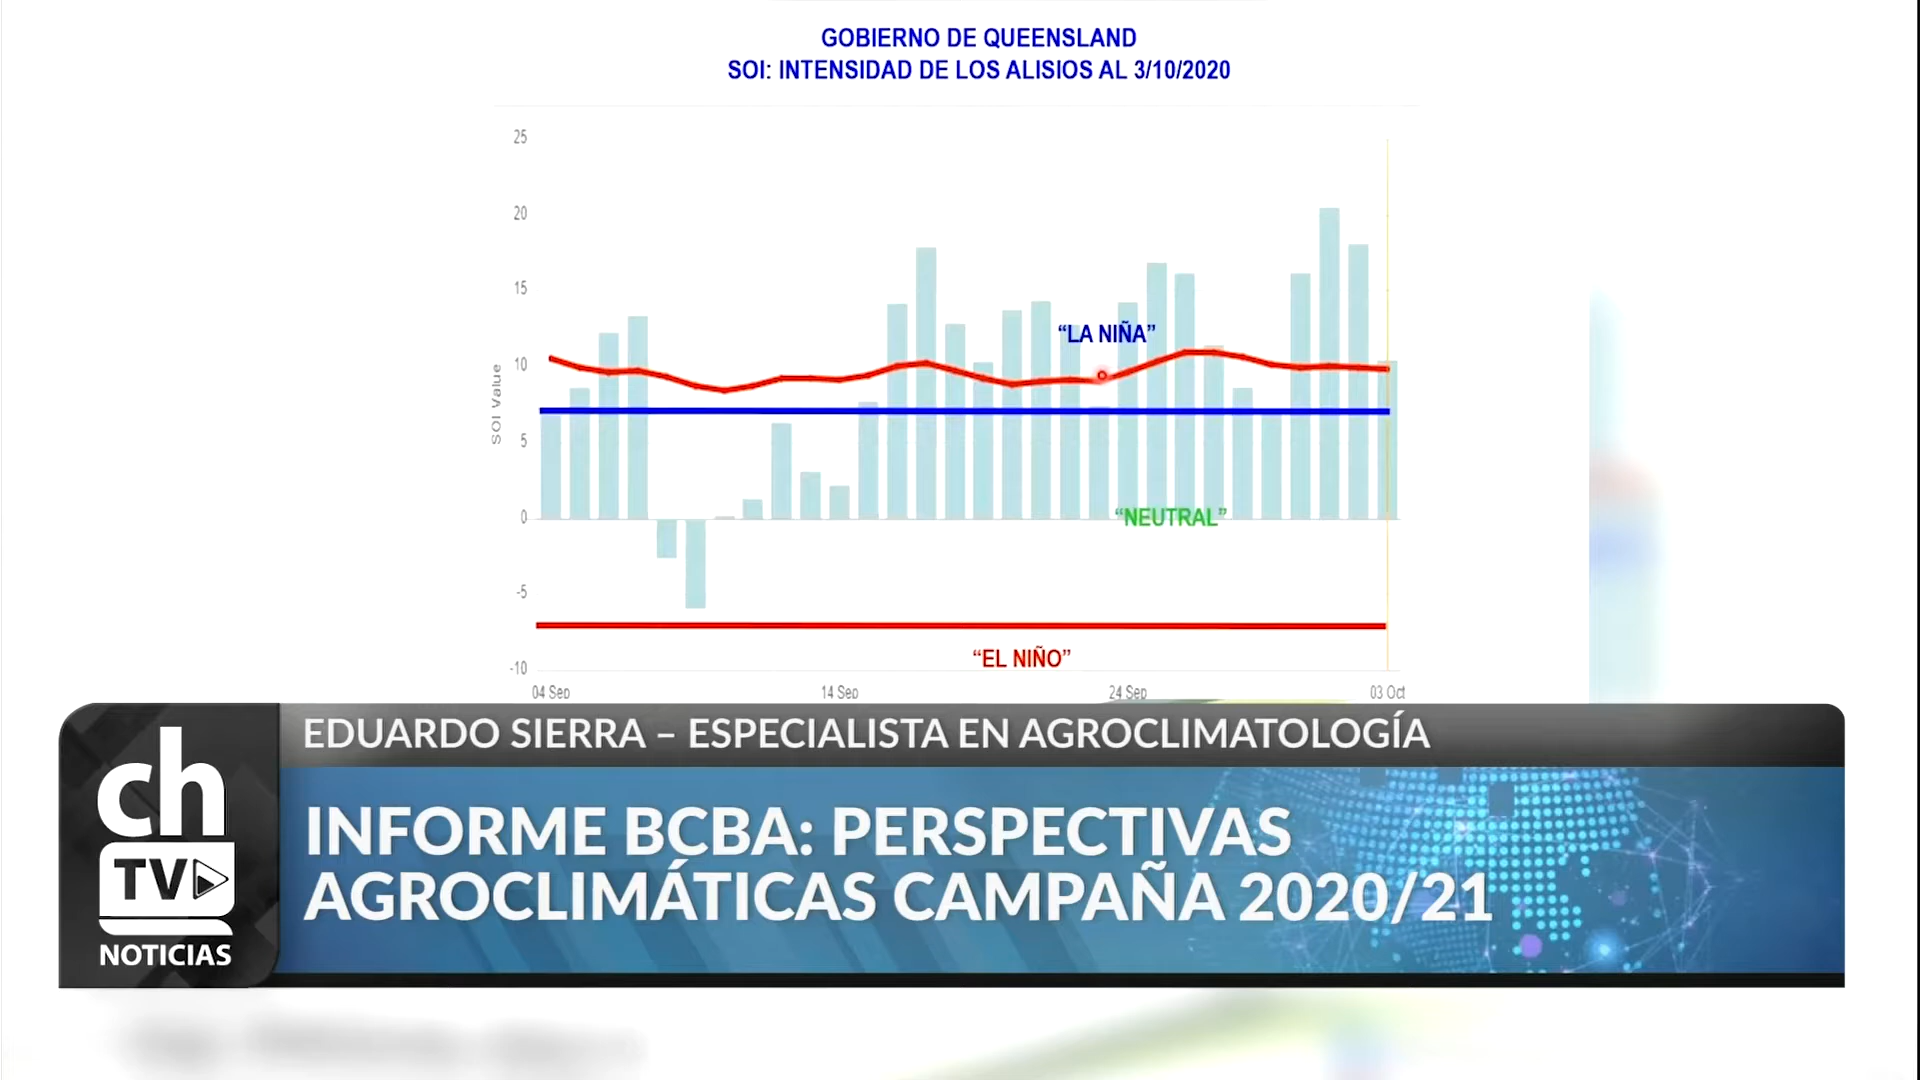 GOBIERNO DE QUEENSLAND
SOI: INTENSIDAD DE LOS ALISIOS AL 3/10/2020
25
20
15
10
5
0
-5
-10
SOI Value
“LA NIÑA”
“NEUTRAL”
“EL NIÑO”
04 Sep
14 Sep
24 Sep
03 Oct
EDUARDO SIERRA – ESPECIALISTA EN AGROCLIMATOLOGÍA
INFORME BCBA: PERSPECTIVAS
AGROCLIMÁTICAS CAMPAÑA 2020/21
ch
TV
NOTICIAS